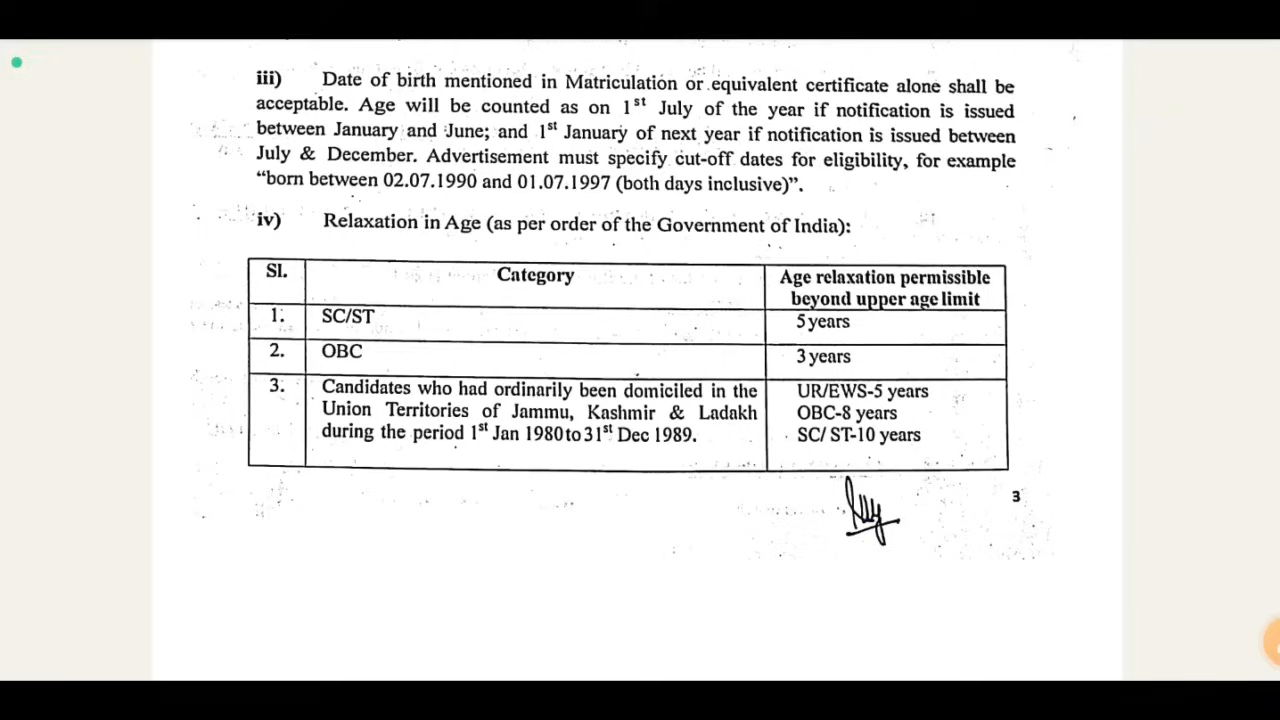 iii) Date of birth mentioned in Matriculation or equivalent certificate alone shall be
acceptable. Age will be counted as on 1st July of the year if notification is issued
between January and June; and 1st January of next year if notification is issued between
July & December. Advertisement must specify cut-off dates for eligibility, for example
“born between 02.07.1990 and 01.07.1997 (both days inclusive)”.
iv) Relaxation in Age (as per order of the Government of India):
Sl. Category Age relaxation permissible
beyond upper age limit
1. SC/ST 5 years
2. OBC 3 years
3. Candidates who had ordinarily been domiciled in the UR/EWS-5 years
Union Territories of Jammu, Kashmir & Ladakh OBC-8 years
during the period 1st Jan 1980 to 31st Dec 1989. SC/ ST-10 years
3